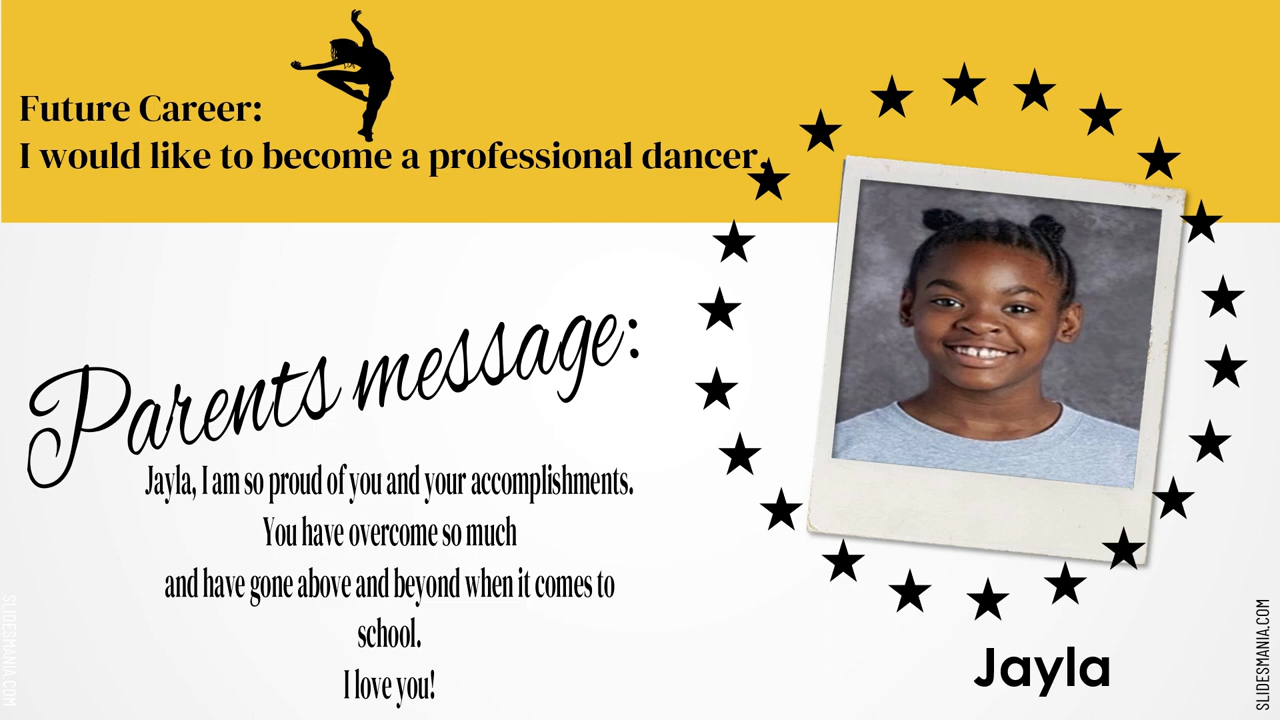 Future Career:
I would like to become a professional dancer.
Parents message:
Jayla, I am so proud of you and your accomplishments.
You have overcome so much
and have gone above and beyond when it comes to
school.
I love you!
Jayla
SLIDESMANIA.COM
SLIDESMANIA.COM